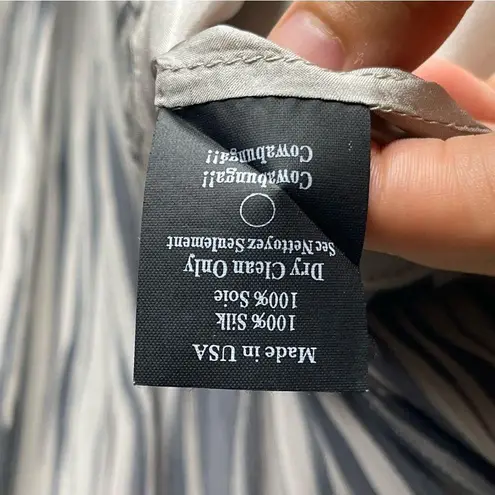 Made in USA
100% Silk
100% Soie
Dry Clean Only
Sec Nettoyez Seulement
Cowabunga!!
Cowabunga!!